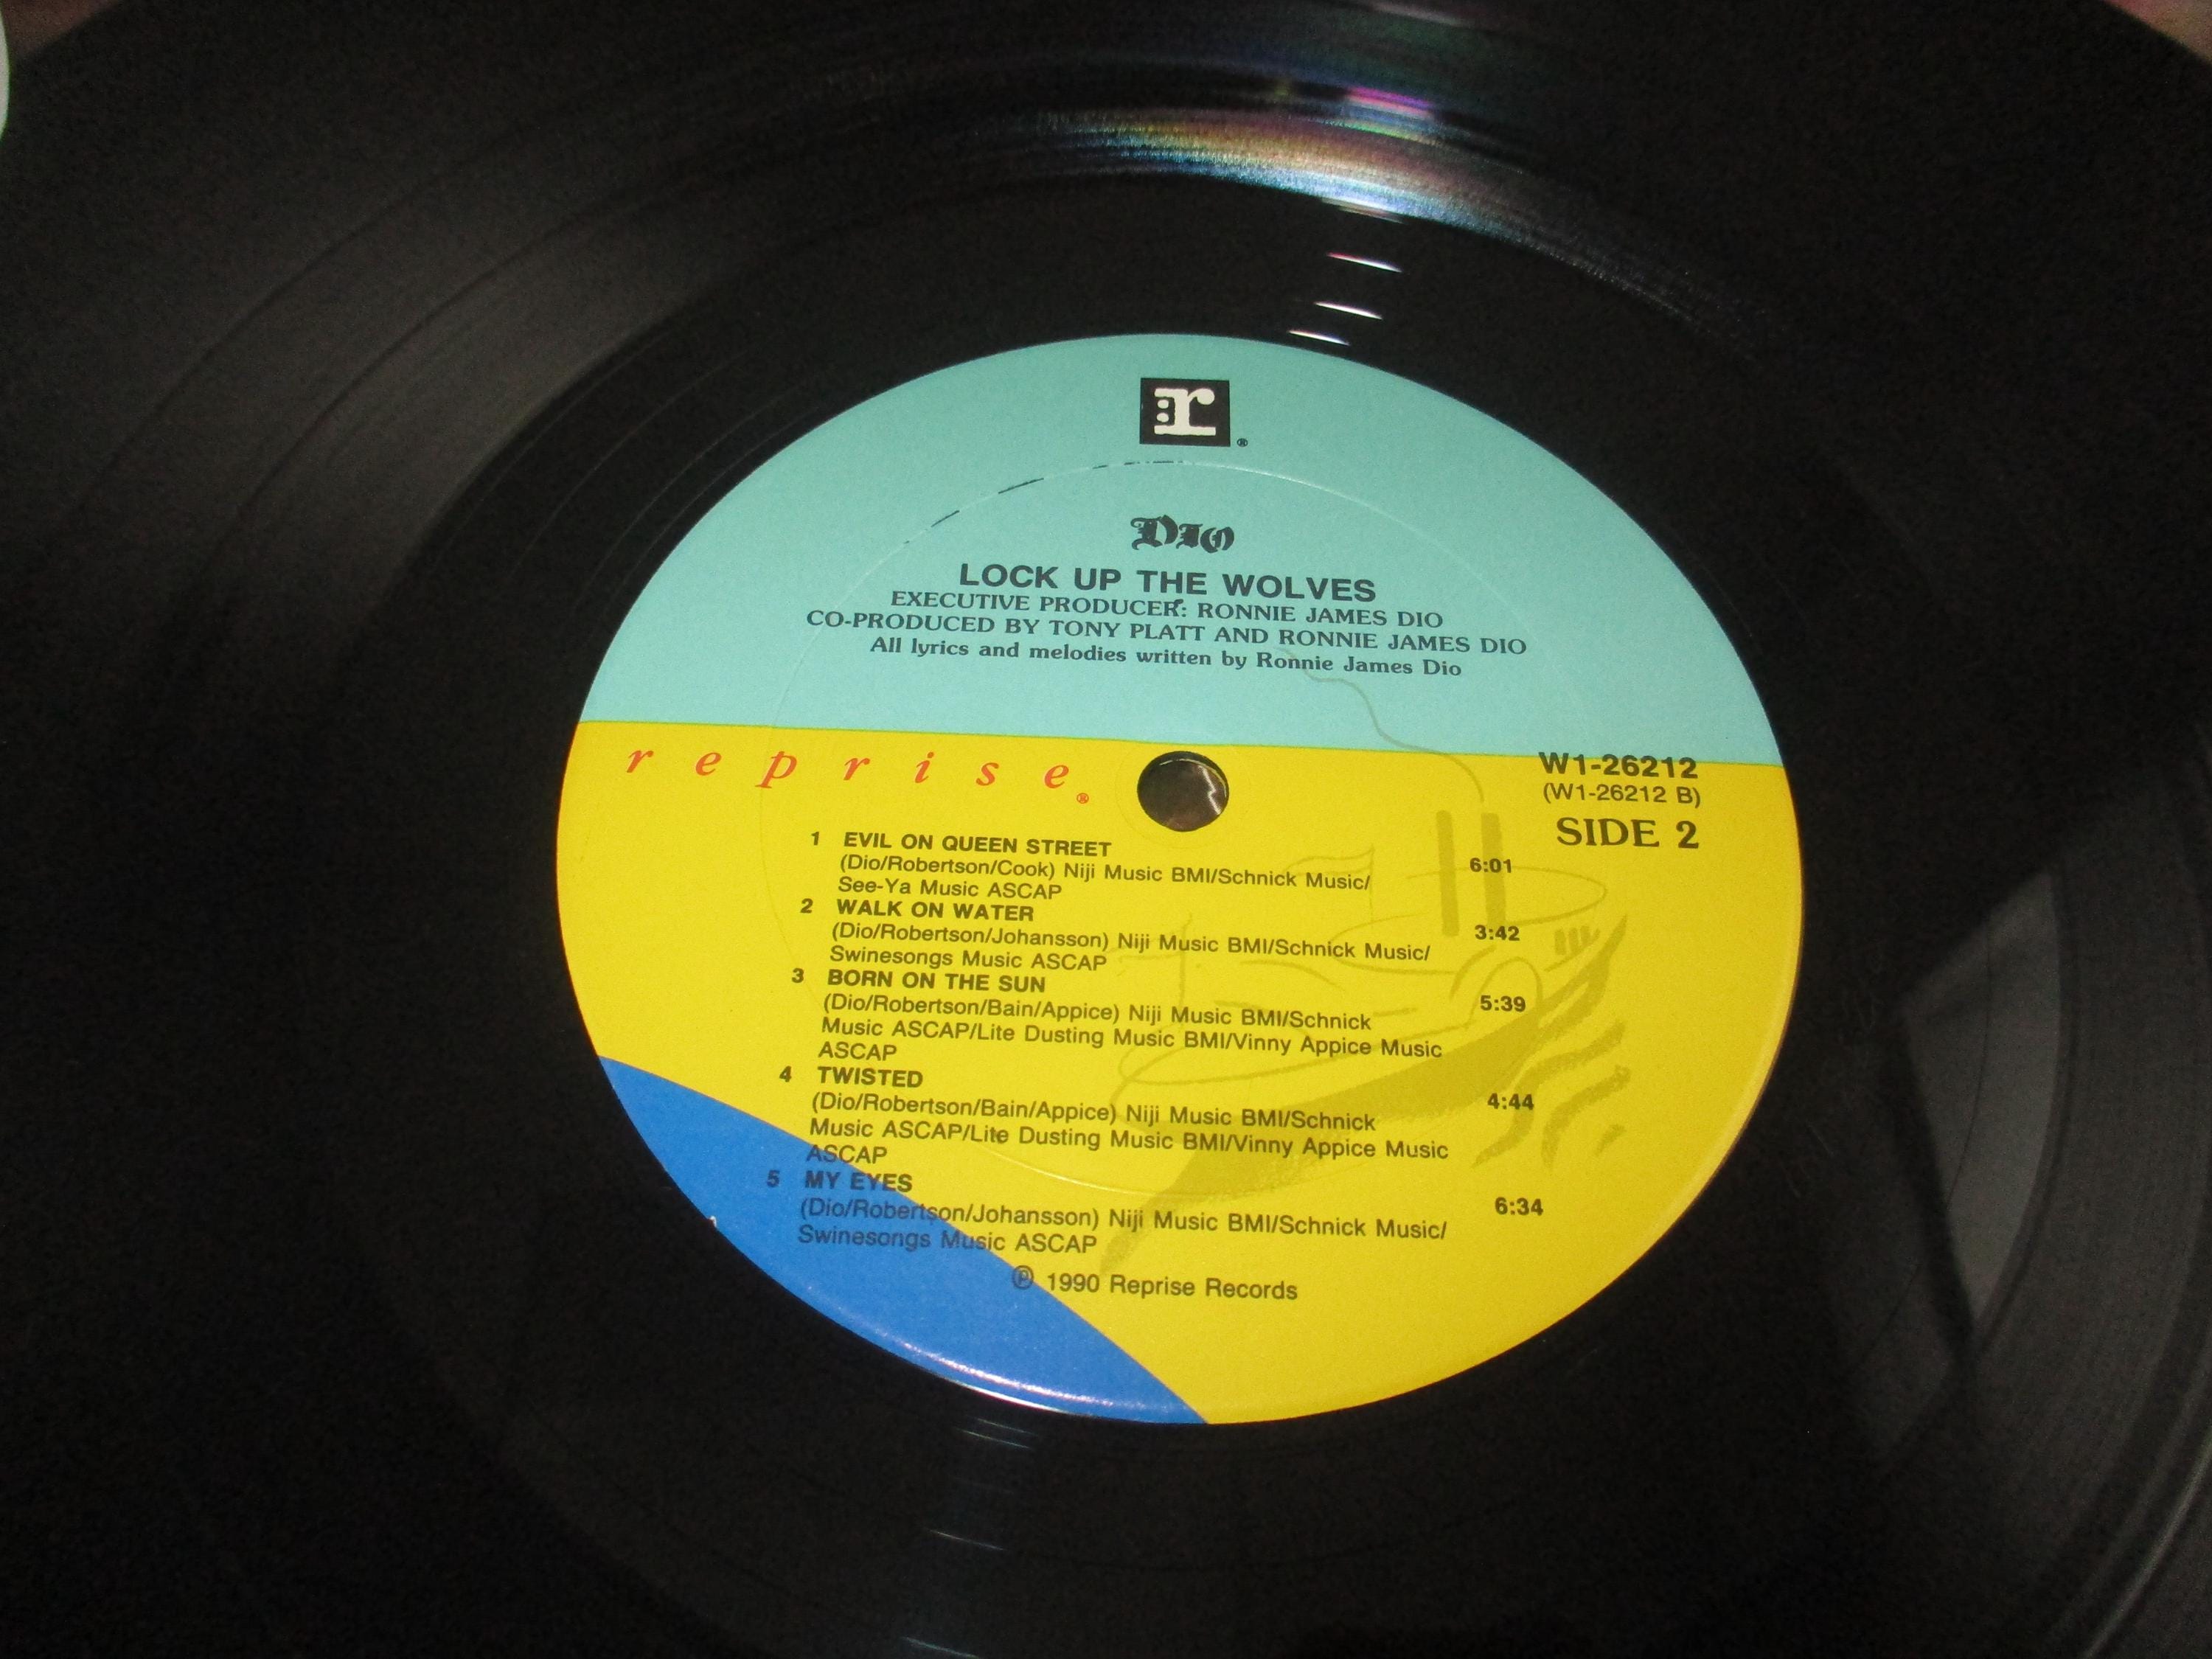 r
®
DIO
LOCK UP THE WOLVES
EXECUTIVE PRODUCER: RONNIE JAMES DIO
CO-PRODUCED BY TONY PLATT AND RONNIE JAMES DIO
All lyrics and melodies written by Ronnie James Dio
reprise®
W1-26212
(W1-26212 B)
SIDE 2
1 EVIL ON QUEEN STREET
(Dio/Robertson/Cook) Niji Music BMI/Schnick Music/ 6:01
See-Ya Music ASCAP
2 WALK ON WATER
(Dio/Robertson/Johansson) Niji Music BMI/Schnick Music/ 3:42
Swinesongs Music ASCAP
3 BORN ON THE SUN
(Dio/Robertson/Bain/Appice) Niji Music BMI/Schnick 5:39
Music ASCAP/Lite Dusting Music BMI/Vinny Appice Music
ASCAP
4 TWISTED
(Dio/Robertson/Bain/Appice) Niji Music BMI/Schnick 4:44
Music ASCAP/Lite Dusting Music BMI/Vinny Appice Music
ASCAP
5 MY EYES
(Dio/Robertson/Johansson) Niji Music BMI/Schnick Music/ 6:34
Swinesongs Music ASCAP
℗ 1990 Reprise Records